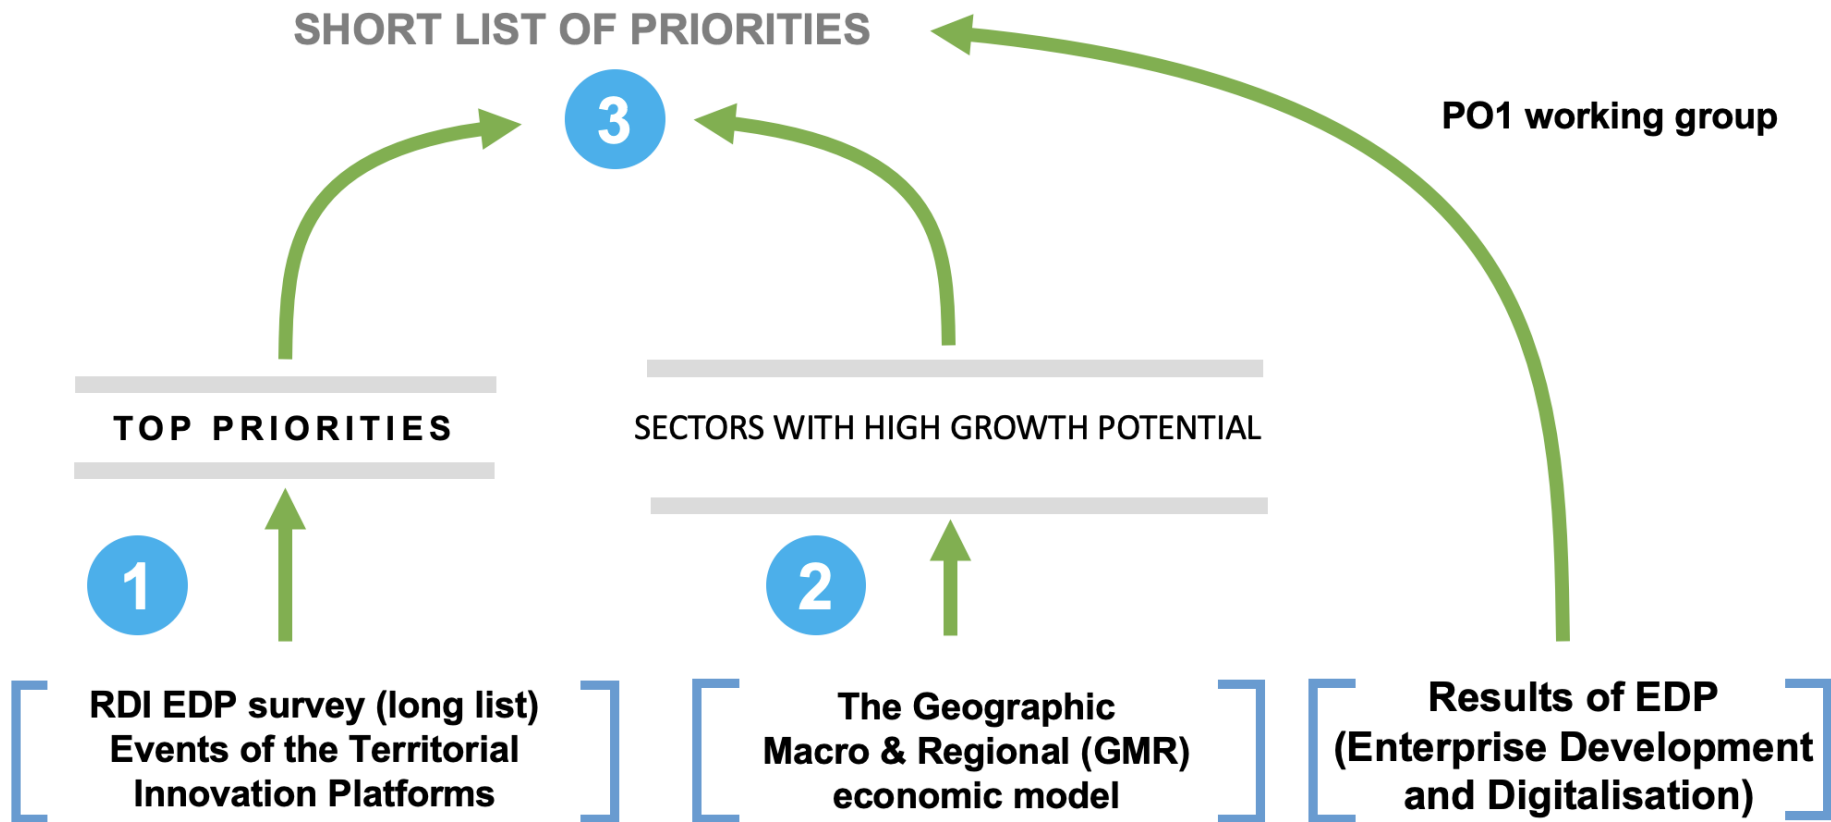 SHORT LIST OF PRIORITIES
3
PO1 working group
TOP PRIORITIES
SECTORS WITH HIGH GROWTH POTENTIAL
1
2
RDI EDP survey (long list)
Events of the Territorial
Innovation Platforms
The Geographic
Macro & Regional (GMR)
economic model
Results of EDP
(Enterprise Development
and Digitalisation)